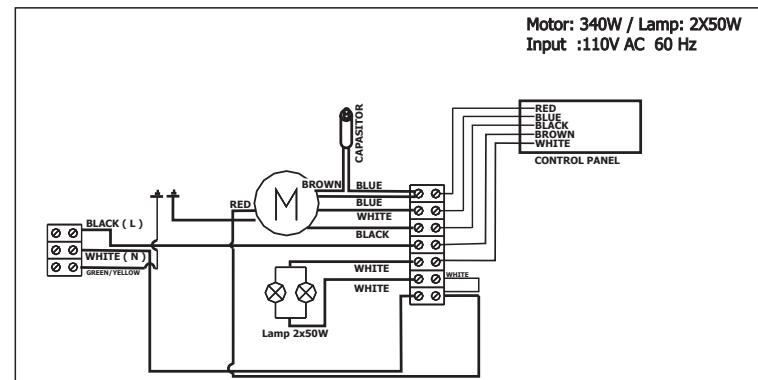 Motor: 340W / Lamp: 2X50W
Input :110V AC 60 Hz
CAPASITOR
RED
BLUE
BLACK
BROWN
WHITE
CONTROL PANEL
BROWN
BLUE
RED
M
BLUE
WHITE
BLACK
BLACK ( L )
WHITE ( N )
GREEN/YELLOW
WHITE
WHITE
WHITE
Lamp 2x50W